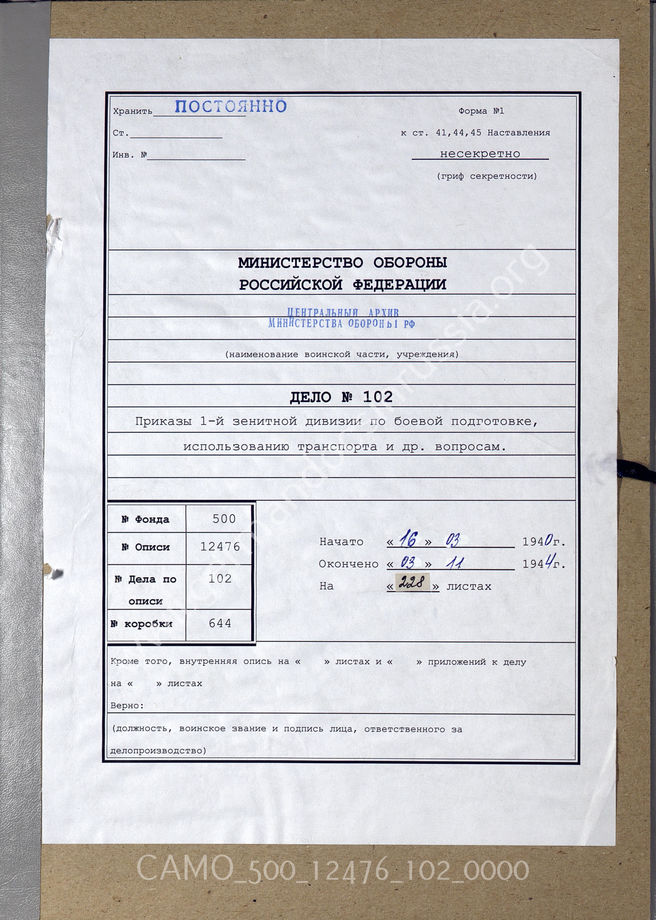 Хранить ПОСТОЯННО
Форма №1
Ст.
к ст. 41,44,45 Наставления
Инв. №
несекретно
(гриф секретности)
МИНИСТЕРСТВО ОБОРОНЫ
РОССИЙСКОЙ ФЕДЕРАЦИИ
ЦЕНТРАЛЬНЫЙ АРХИВ
МИНИСТЕРСТВА ОБОРОНЫ РФ
(наименование воинской части, учреждения)
ДЕЛО № 102
Приказы 1-й зенитной дивизии по боевой подготовке,
использованию транспорта и др. вопросам.
№ Фонда 500
№ Описи 12476
№ Дела по
описи 102
№ коробки 644
Начато « 16 » 03 1940г.
Окончено « 03 » 11 1944г.
На « 228 » листах
Кроме того, внутренняя опись на « » листах и « » приложений к делу
на « » листах
Верно:
(должность, воинское звание и подпись лица, ответственного за
делопроизводство)
CAMO_500_12476_102_0000